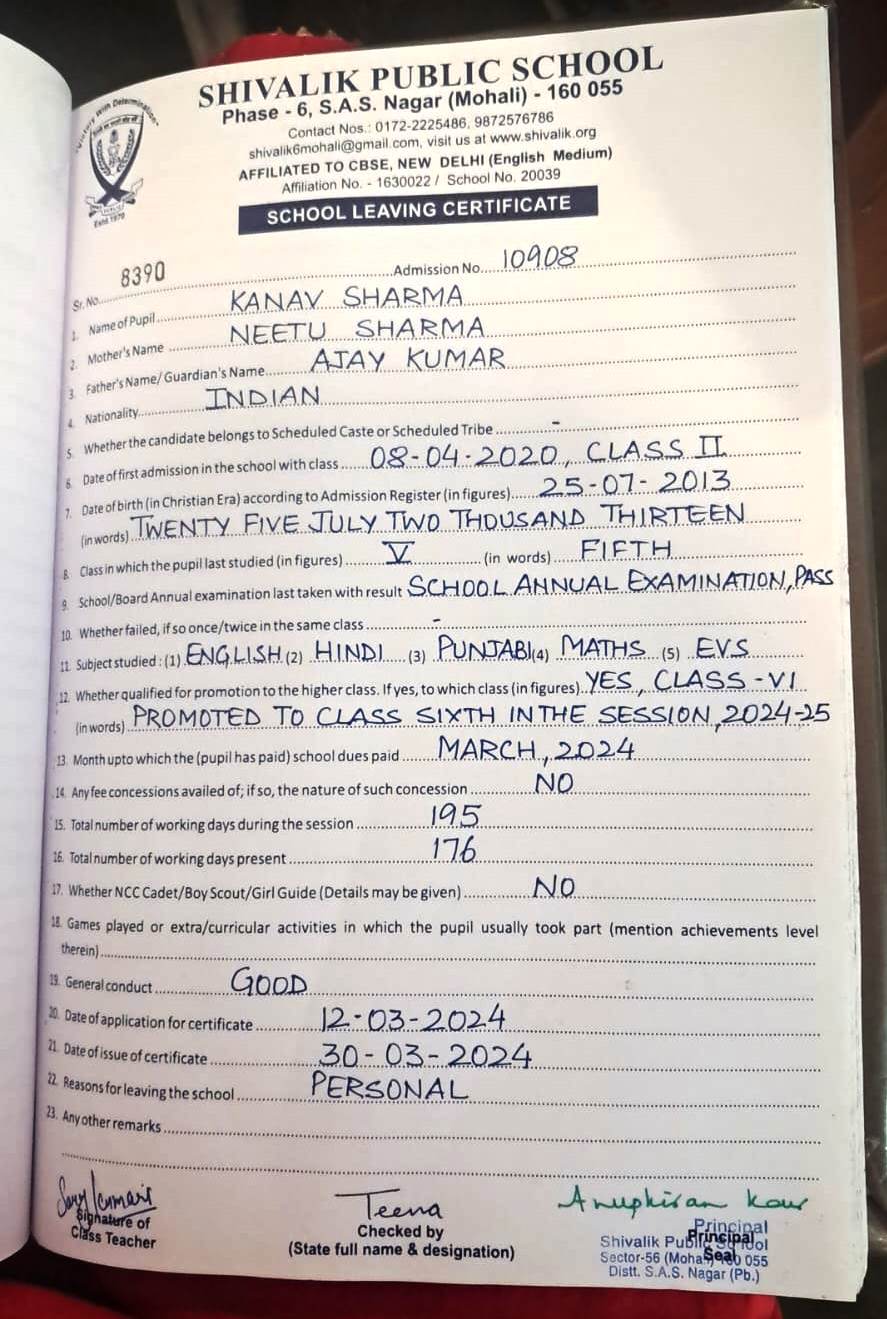 "Victory With Determination"
Estd. 1970
SHIVALIK PUBLIC SCHOOL
Phase - 6, S.A.S. Nagar (Mohali) - 160 055
Contact Nos.: 0172-2225486, 9872576786
shivalik6mohali@gmail.com, visit us at www.shivalik.org
AFFILIATED TO CBSE, NEW DELHI (English Medium)
Affiliation No. - 1630022 / School No. 20039
SCHOOL LEAVING CERTIFICATE
Sr. No. 8390 Admission No. 10908
1. Name of Pupil KANAV SHARMA
2. Mother's Name NEETU SHARMA
3. Father's Name/ Guardian's Name AJAY KUMAR
4. Nationality INDIAN
5. Whether the candidate belongs to Scheduled Caste or Scheduled Tribe -
6. Date of first admission in the school with class 08-04-2020, CLASS II
7. Date of birth (in Christian Era) according to Admission Register (in figures) 25-07-2013
(in words) TWENTY FIVE JULY TWO THOUSAND THIRTEEN
8. Class in which the pupil last studied (in figures) V (in words) FIFTH
9. School/Board Annual examination last taken with result SCHOOL ANNUAL EXAMINATION, PASS
10. Whether failed, if so once/twice in the same class -
11. Subject studied : (1) ENGLISH (2) HINDI (3) PUNJABI (4) MATHS (5) EVS
12. Whether qualified for promotion to the higher class. If yes, to which class (in figures) YES, CLASS-VI
(in words) PROMOTED TO CLASS SIXTH IN THE SESSION, 2024-25
13. Month upto which the (pupil has paid) school dues paid MARCH, 2024
14. Any fee concessions availed of; if so, the nature of such concession NO
15. Total number of working days during the session 195
16. Total number of working days present 176
17. Whether NCC Cadet/Boy Scout/Girl Guide (Details may be given) NO
18. Games played or extra/curricular activities in which the pupil usually took part (mention achievements level
therein)
19. General conduct GOOD
20. Date of application for certificate 12-03-2024
21. Date of issue of certificate 30-03-2024
22. Reasons for leaving the school PERSONAL
23. Any other remarks
Teena Anupkiran Kaur
Signature of
Class Teacher
Checked by
(State full name & designation)
Principal
Seal
Principal
Shivalik Public School
Sector-56 (Mohali) 160 055
Distt. S.A.S. Nagar (Pb.)